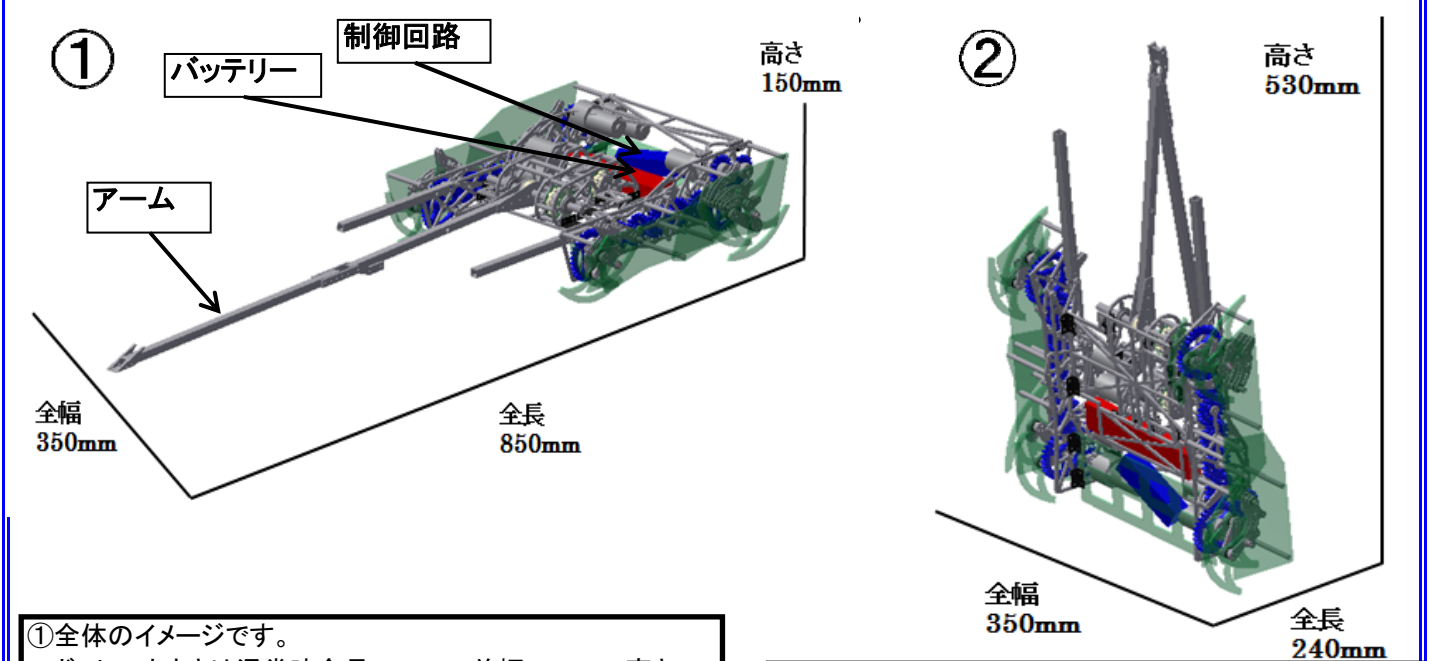 ①
制御回路
バッテリー
アーム
高さ
150mm
全幅
350mm
全長
850mm
②
高さ
530mm
全幅
350mm
全長
240mm
①全体のイメージです。